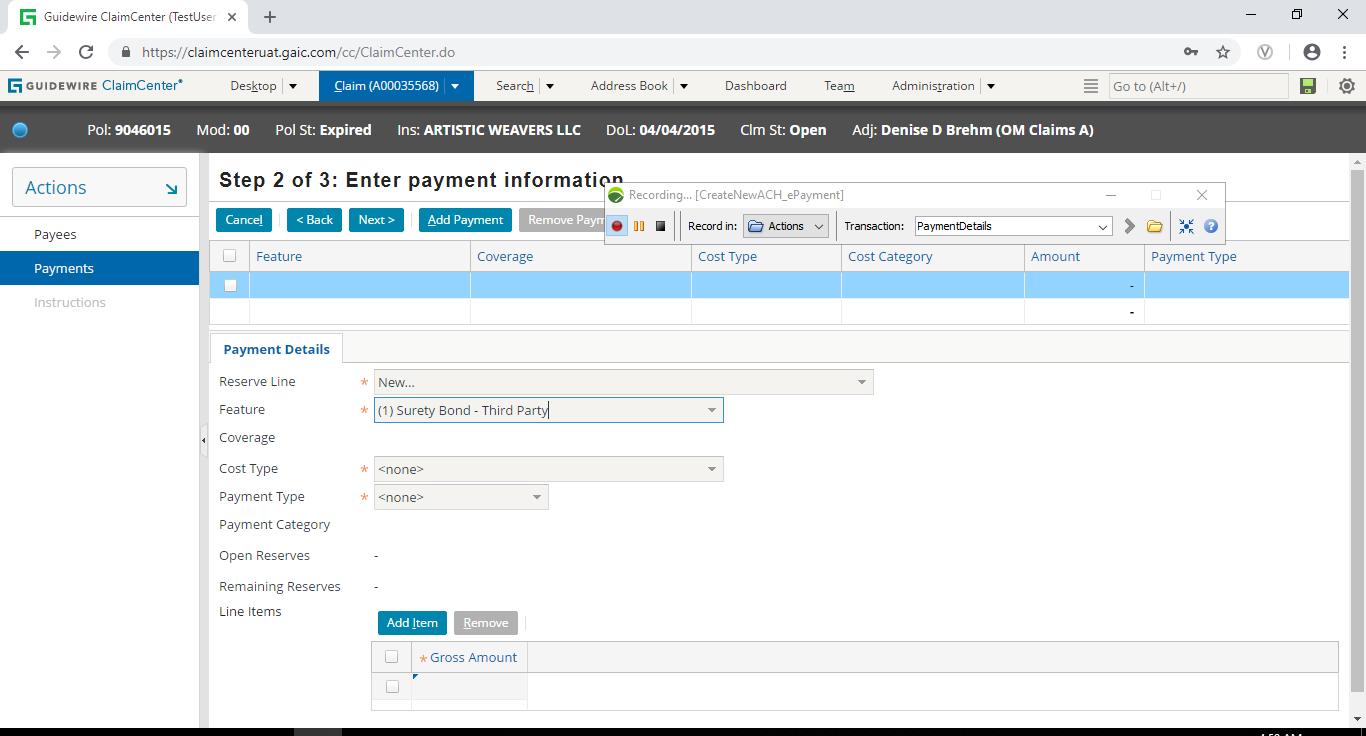 Guidewire ClaimCenter (TestUser
https://claimcenteruat.gaic.com/cc/ClaimCenter.do
GUIDEWIRE ClaimCenter® Desktop Claim (A00035568) Search Address Book Dashboard Team Administration Go to (Alt+/)
Pol: 9046015 Mod: 00 Pol St: Expired Ins: ARTISTIC WEAVERS LLC DoL: 04/04/2015 Clm St: Open Adj: Denise D Brehm (OM Claims A)
Actions
Payees
Payments
Instructions
Step 2 of 3: Enter payment information
Recording... [CreateNewACH_ePayment]
Record in: Actions Transaction: PaymentDetails
Cancel < Back Next > Add Payment Remove Paym
Feature Coverage Cost Type Cost Category Amount Payment Type
-
-
Payment Details
Reserve Line * New...
Feature * (1) Surety Bond - Third Party
Coverage
Cost Type * <none>
Payment Type * <none>
Payment Category
Open Reserves -
Remaining Reserves -
Line Items
Add Item Remove
* Gross Amount